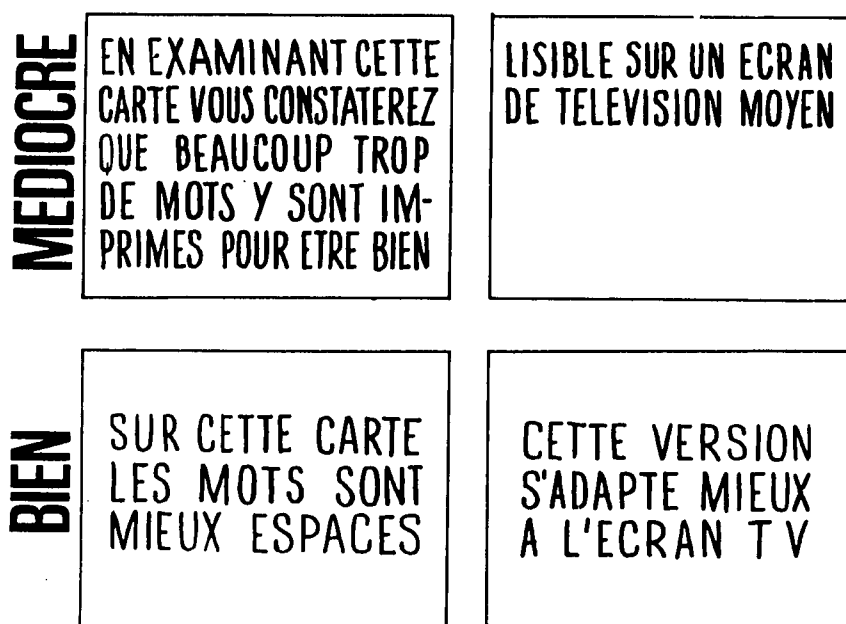 MEDIOCRE
EN EXAMINANT CETTE
CARTE VOUS CONSTATEREZ
QUE BEAUCOUP TROP
DE MOTS Y SONT IM-
PRIMES POUR ETRE BIEN
LISIBLE SUR UN ECRAN
DE TELEVISION MOYEN
BIEN
SUR CETTE CARTE
LES MOTS SONT
MIEUX ESPACES
CETTE VERSION
S'ADAPTE MIEUX
A L'ECRAN TV